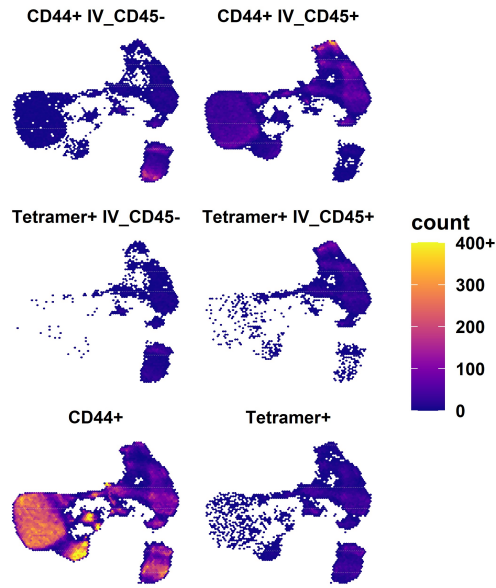 CD44+ IV_CD45-
CD44+ IV_CD45+
Tetramer+ IV_CD45-
Tetramer+ IV_CD45+
count
400+
300
200
100
0
CD44+
Tetramer+